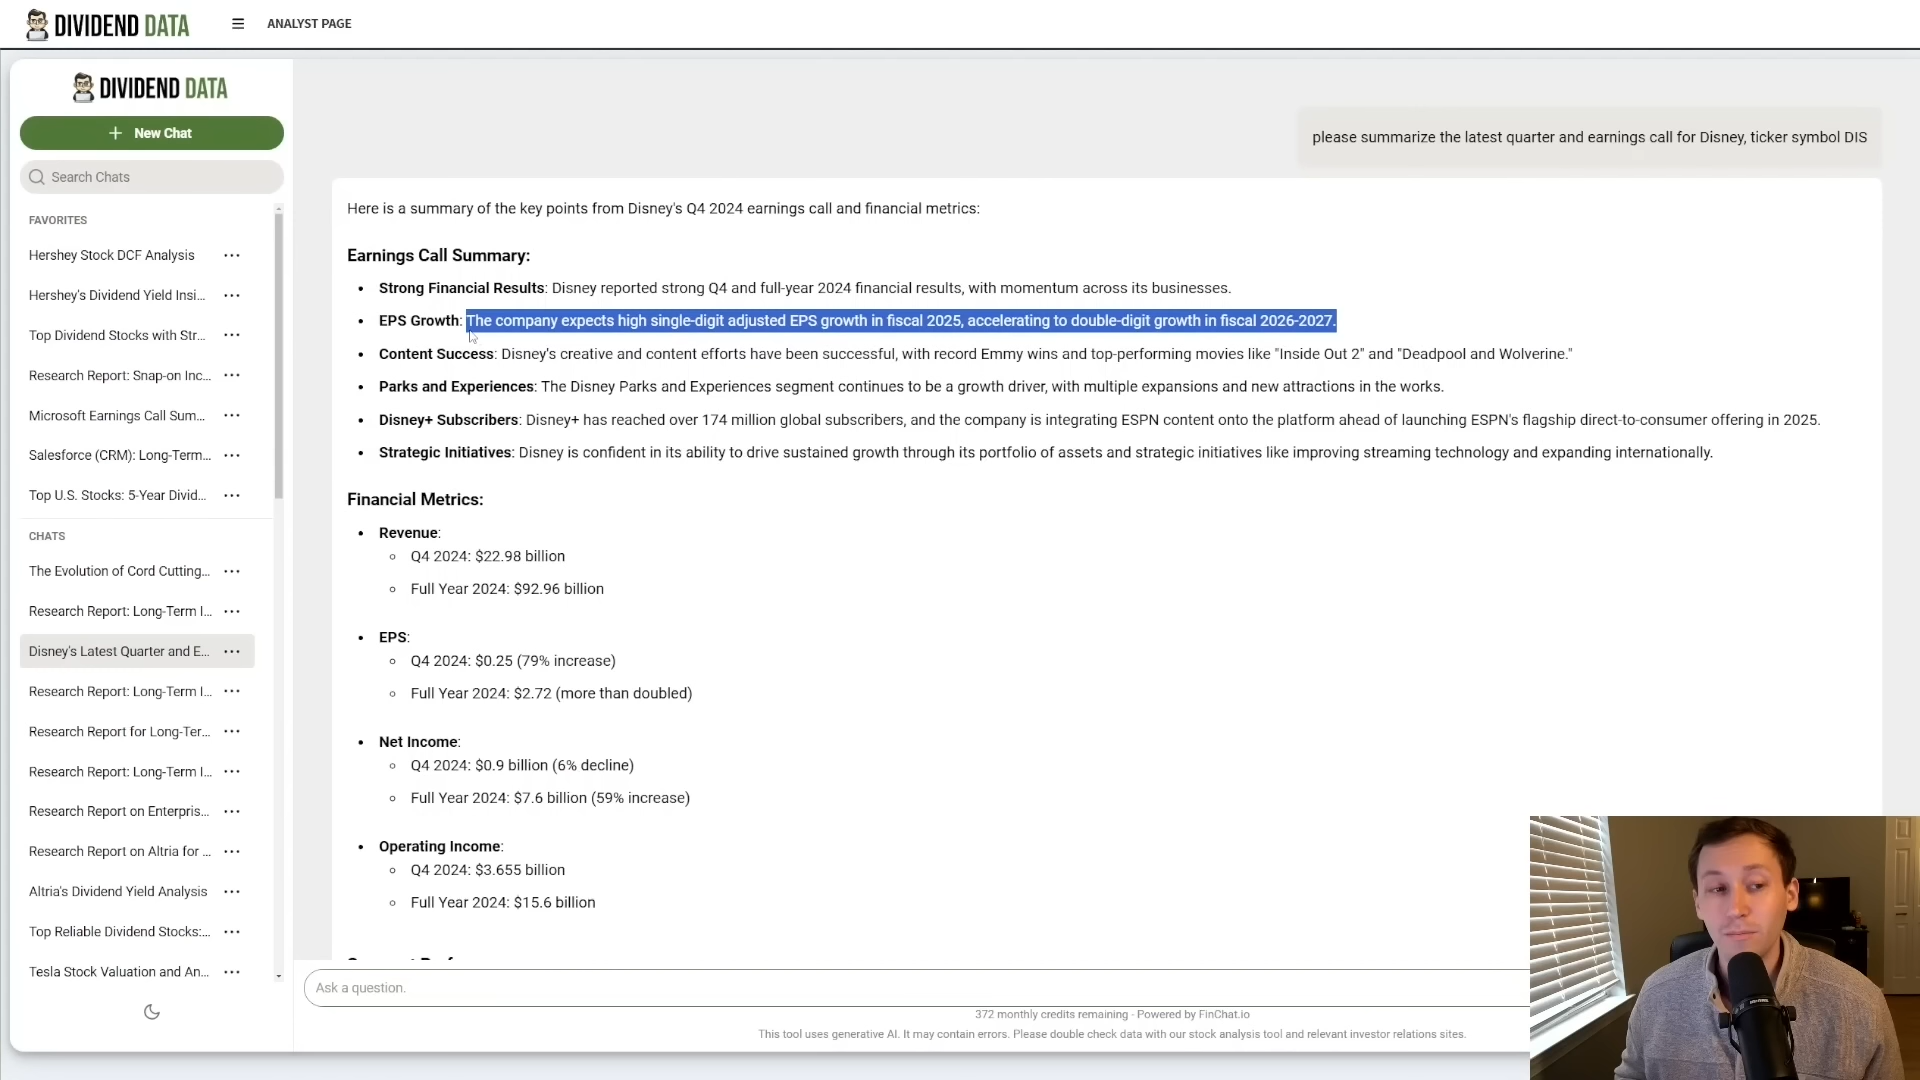 DIVIDEND DATA
ANALYST PAGE
DIVIDEND DATA
+ New Chat
Search Chats
FAVORITES
Hershey Stock DCF Analysis ...
Hershey's Dividend Yield Insi... ...
Top Dividend Stocks with Str... ...
Research Report: Snap-on Inc... ...
Microsoft Earnings Call Sum... ...
Salesforce (CRM): Long-Term... ...
Top U.S. Stocks: 5-Year Divid... ...
CHATS
The Evolution of Cord Cutting... ...
Research Report: Long-Term I... ...
Disney's Latest Quarter and E... ...
Research Report: Long-Term I... ...
Research Report for Long-Ter... ...
Research Report: Long-Term I... ...
Research Report on Enterpris... ...
Research Report on Altria for ... ...
Altria's Dividend Yield Analysis ...
Top Reliable Dividend Stocks:... ...
Tesla Stock Valuation and An... ...
please summarize the latest quarter and earnings call for Disney, ticker symbol DIS
Here is a summary of the key points from Disney's Q4 2024 earnings call and financial metrics:
Earnings Call Summary:
• Strong Financial Results: Disney reported strong Q4 and full-year 2024 financial results, with momentum across its businesses.
• EPS Growth: The company expects high single-digit adjusted EPS growth in fiscal 2025, accelerating to double-digit growth in fiscal 2026-2027.
• Content Success: Disney's creative and content efforts have been successful, with record Emmy wins and top-performing movies like "Inside Out 2" and "Deadpool and Wolverine."
• Parks and Experiences: The Disney Parks and Experiences segment continues to be a growth driver, with multiple expansions and new attractions in the works.
• Disney+ Subscribers: Disney+ has reached over 174 million global subscribers, and the company is integrating ESPN content onto the platform ahead of launching ESPN's flagship direct-to-consumer offering in 2025.
• Strategic Initiatives: Disney is confident in its ability to drive sustained growth through its portfolio of assets and strategic initiatives like improving streaming technology and expanding internationally.
Financial Metrics:
• Revenue:
◦ Q4 2024: $22.98 billion
◦ Full Year 2024: $92.96 billion
• EPS:
◦ Q4 2024: $0.25 (79% increase)
◦ Full Year 2024: $2.72 (more than doubled)
• Net Income:
◦ Q4 2024: $0.9 billion (6% decline)
◦ Full Year 2024: $7.6 billion (59% increase)
• Operating Income:
◦ Q4 2024: $3.655 billion
◦ Full Year 2024: $15.6 billion
Ask a question.
372 monthly credits remaining - Powered by FinChat.io
This tool uses generative AI. It may contain errors. Please double check data with our stock analysis tool and relevant investor relations sites.